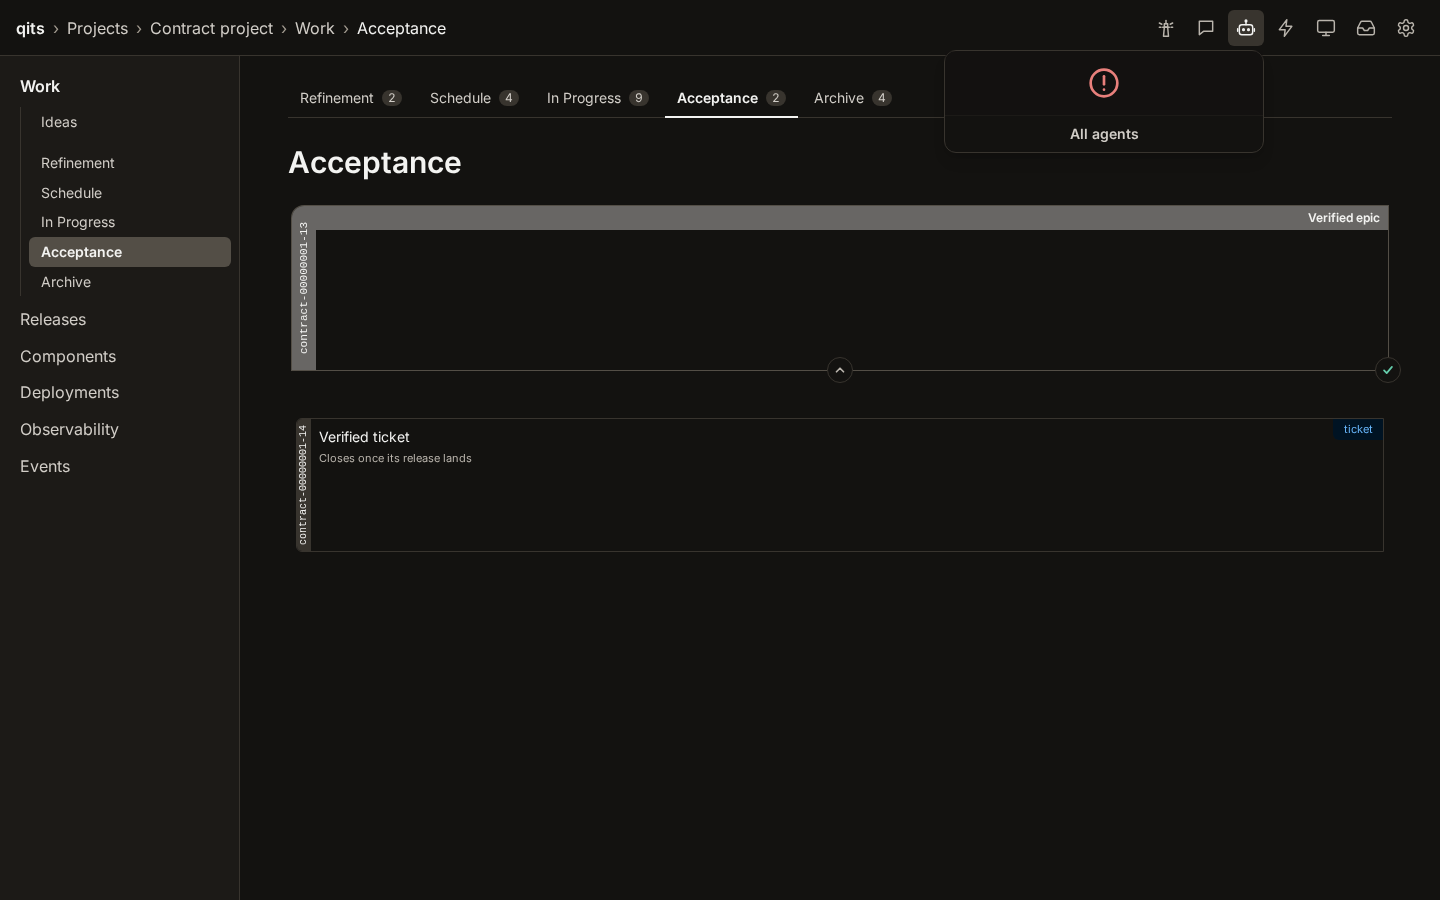 qits › Projects › Contract project › Work › Acceptance
Work
Ideas
Refinement
Schedule
In Progress
Acceptance
Archive
Releases
Components
Deployments
Observability
Events
Refinement 2 Schedule 4 In Progress 9 Acceptance 2 Archive 4
All agents
Acceptance
Verified epic
contract-00000001-13
contract-00000001-14
Verified ticket
ticket
Closes once its release lands